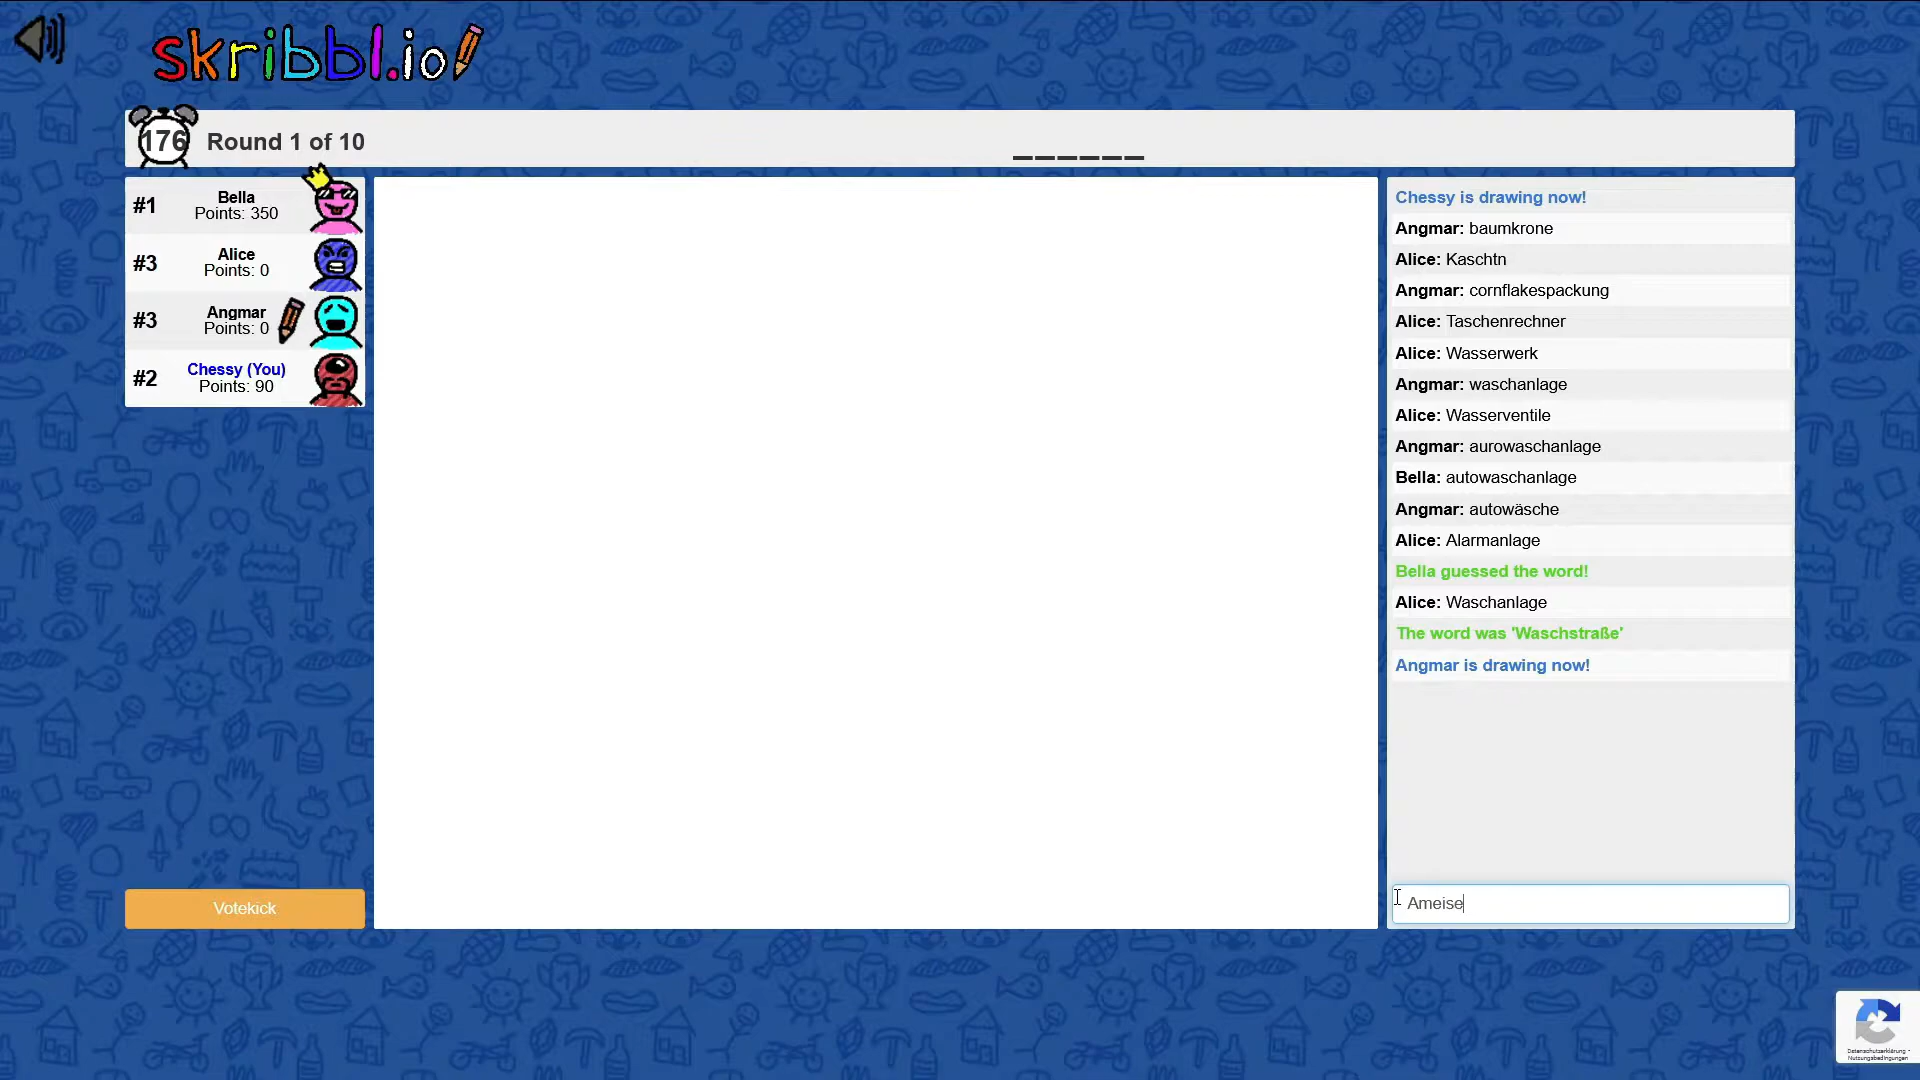 skribbl.io
176
Round 1 of 10
______
#1
Bella
Points: 350
#3
Alice
Points: 0
#3
Angmar
Points: 0
#2
Chessy (You)
Points: 90
Votekick
Chessy is drawing now!
Angmar: baumkrone
Alice: Kaschtn
Angmar: cornflakespackung
Alice: Taschenrechner
Alice: Wasserwerk
Angmar: waschanlage
Alice: Wasserventile
Angmar: aurowaschanlage
Bella: autowaschanlage
Angmar: autowäsche
Alice: Alarmanlage
Bella guessed the word!
Alice: Waschanlage
The word was 'Waschstraße'
Angmar is drawing now!
Ameise
Datenschutzerklärung •
Nutzungsbedingungen